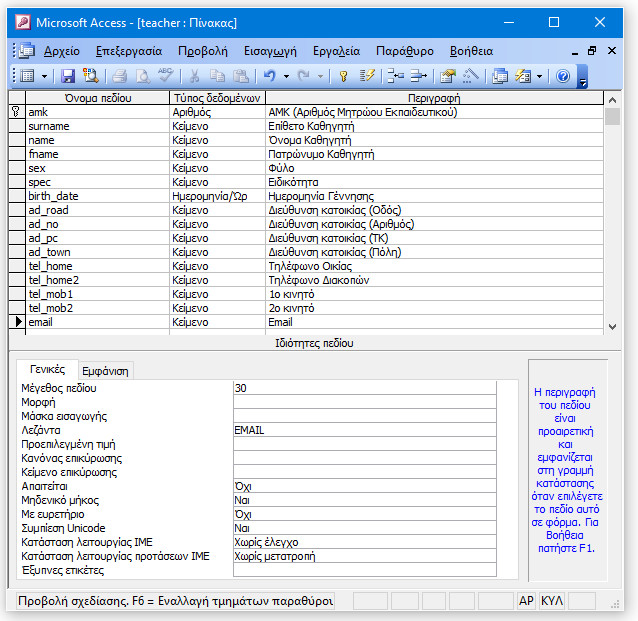 Microsoft Access - [teacher : Πίνακας]
Αρχείο Επεξεργασία Προβολή Εισαγωγή Εργαλεία Παράθυρο Βοήθεια
Όνομα πεδίου Τύπος δεδομένων Περιγραφή
amk Αριθμός ΑΜΚ (Αριθμός Μητρώου Εκπαιδευτικού)
surname Κείμενο Επίθετο Καθηγητή
name Κείμενο Όνομα Καθηγητή
fname Κείμενο Πατρώνυμο Καθηγητή
sex Κείμενο Φύλο
spec Κείμενο Ειδικότητα
birth_date Ημερομηνία/Ώρ Ημερομηνία Γέννησης
ad_road Κείμενο Διεύθυνση κατοικίας (Οδός)
ad_no Κείμενο Διεύθυνση κατοικίας (Αριθμός)
ad_pc Κείμενο Διεύθυνση κατοικίας (ΤΚ)
ad_town Κείμενο Διεύθυνση κατοικίας (Πόλη)
tel_home Κείμενο Τηλέφωνο Οικίας
tel_home2 Κείμενο Τηλέφωνο Διακοπών
tel_mob1 Κείμενο 1ο κινητό
tel_mob2 Κείμενο 2ο κινητό
email Κείμενο Email
Ιδιότητες πεδίου
Γενικές Εμφάνιση
Μέγεθος πεδίου 30
Μορφή
Μάσκα εισαγωγής
Λεζάντα EMAIL
Προεπιλεγμένη τιμή
Κανόνας επικύρωσης
Κείμενο επικύρωσης
Απαιτείται Όχι
Μηδενικό μήκος Ναι
Με ευρετήριο Όχι
Συμπίεση Unicode Ναι
Κατάσταση λειτουργίας IME Χωρίς έλεγχο
Κατάσταση λειτουργίας προτάσεων IME Χωρίς μετατροπή
Έξυπνες ετικέτες
Η περιγραφή
του πεδίου
είναι
προαιρετική
και
εμφανίζεται
στη γραμμή
κατάστασης
όταν επιλέγετε
το πεδίο αυτό
σε φόρμα. Για
Βοήθεια
πατήστε F1.
Προβολή σχεδίασης. F6 = Εναλλαγή τμημάτων παραθύρου ΑΡ ΚΥΛ